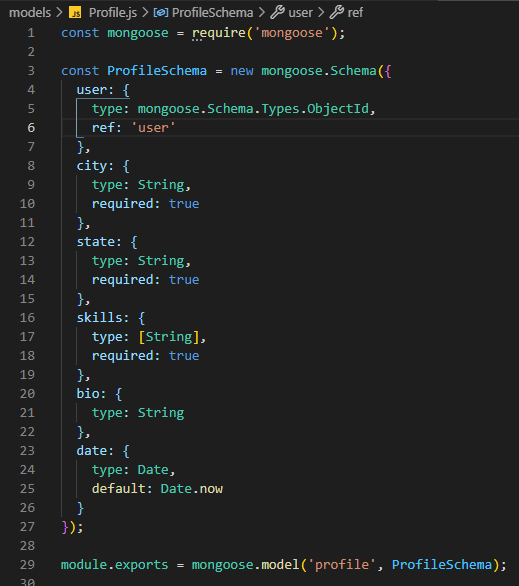 models > JS Profile.js > ProfileSchema > user > ref
1 const mongoose = require('mongoose');
2
3 const ProfileSchema = new mongoose.Schema({
4   user: {
5     type: mongoose.Schema.Types.ObjectId,
6     ref: 'user'
7   },
8   city: {
9     type: String,
10     required: true
11   },
12   state: {
13     type: String,
14     required: true
15   },
16   skills: {
17     type: [String],
18     required: true
19   },
20   bio: {
21     type: String
22   },
23   date: {
24     type: Date,
25     default: Date.now
26   }
27 });
28
29 module.exports = mongoose.model('profile', ProfileSchema);
30